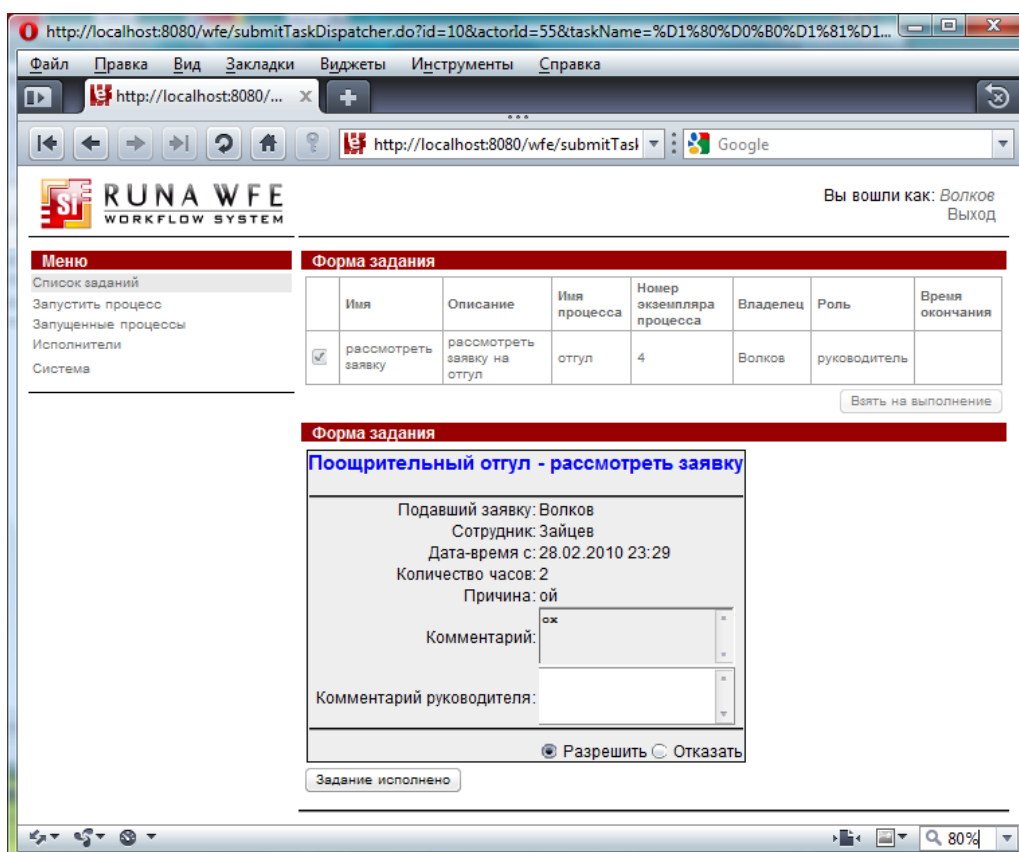 http://localhost:8080/wfe/submitTaskDispatcher.do?id=10&actorId=55&taskName=%D1%80%D0%B0%D1%81%D1...
Файл Правка Вид Закладки Виджеты Инструменты Справка
http://localhost:8080/...
http://localhost:8080/wfe/submitTasl
Google
RUNA WFE
WORKFLOW SYSTEM
Вы вошли как: Волков
Выход
Меню
Список заданий
Запустить процесс
Запущенные процессы
Исполнители
Система
Форма задания
Имя
Описание
Имя процесса
Номер экземпляра процесса
Владелец
Роль
Время окончания
рассмотреть заявку
рассмотреть заявку на отгул
отгул
4
Волков
руководитель
Взять на выполнение
Форма задания
Поощрительный отгул - рассмотреть заявку
Подавший заявку: Волков
Сотрудник: Зайцев
Дата-время с: 28.02.2010 23:29
Количество часов: 2
Причина: ой
Комментарий: ох
Комментарий руководителя:
Разрешить Отказать
Задание исполнено
80%